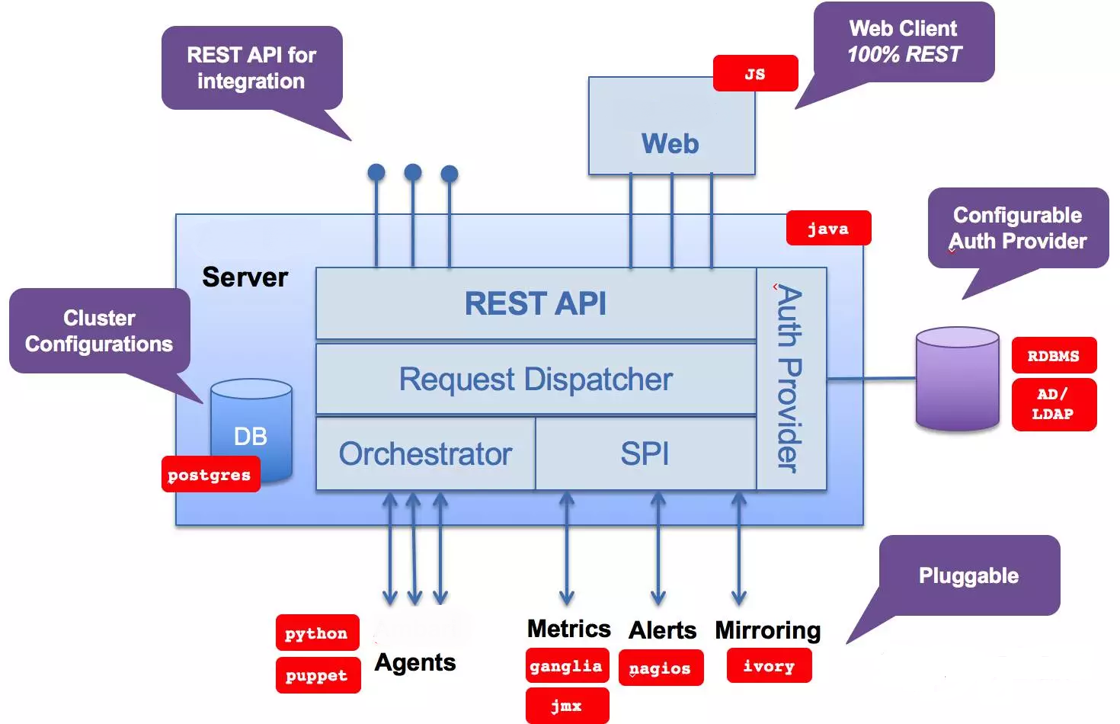 REST API for
integration
Web Client
100% REST
JS
Web
java
Configurable
Auth Provider
Server
REST API
Auth Provider
Cluster
Configurations
Request Dispatcher
RDBMS
AD/
LDAP
DB
postgres
Orchestrator
SPI
Pluggable
python
puppet
Agents
Metrics
Alerts
Mirroring
ganglia
nagios
ivory
jmx